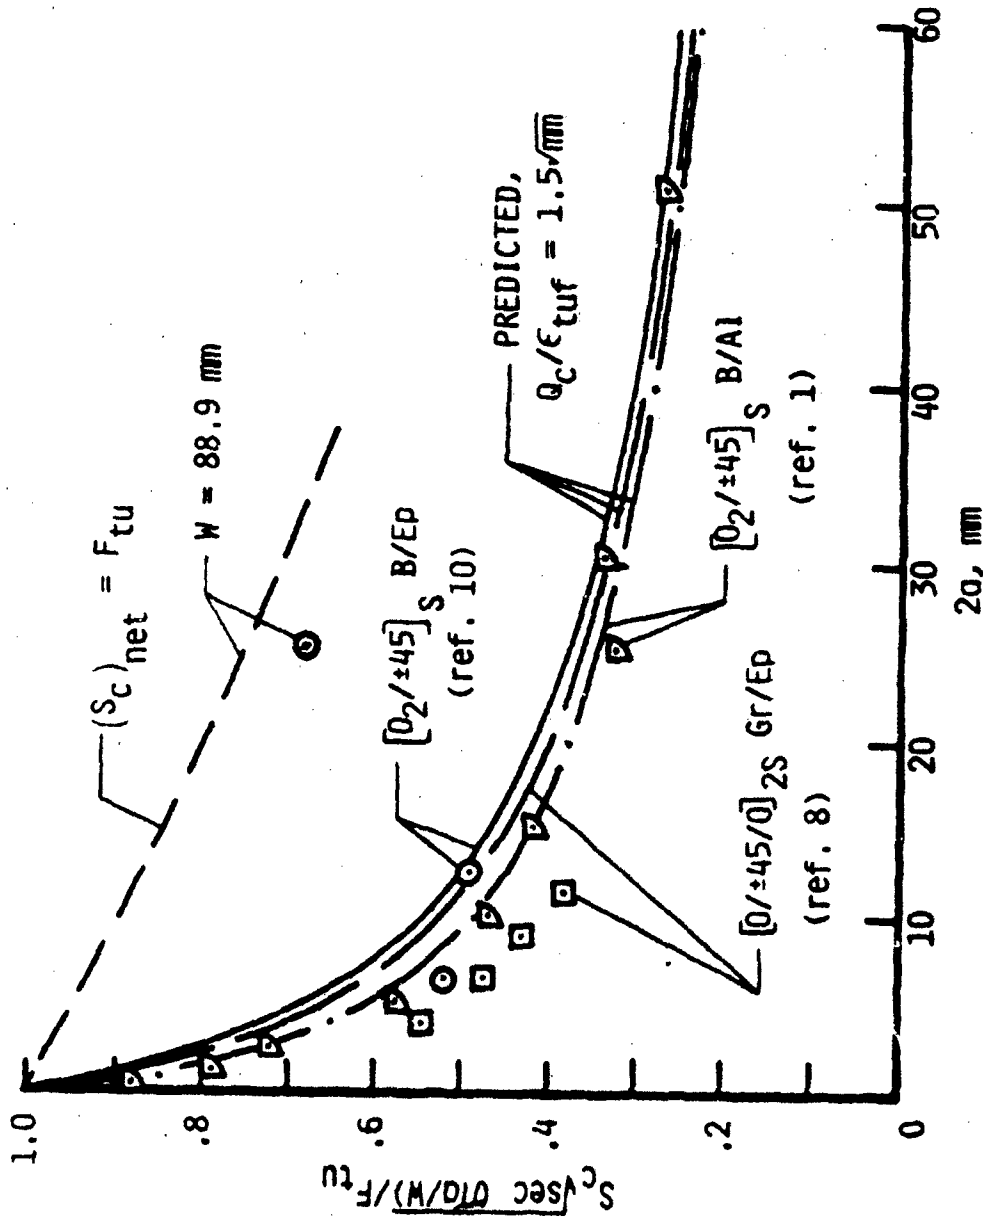 (S_c)_net = F_tu
W = 88.9 mm
[0_2/±45]_S B/Ep
(ref. 10)
PREDICTED,
Q_c/ϵ_tuf = 1.5√mm
[0_2/±45]_S B/Al
(ref. 1)
[0/±45/0]_2S Gr/Ep
(ref. 8)
S_c√sec (πa/W)/F_tu
1.0
.8
.6
.4
.2
0
10
20
30
40
50
60
2a, mm